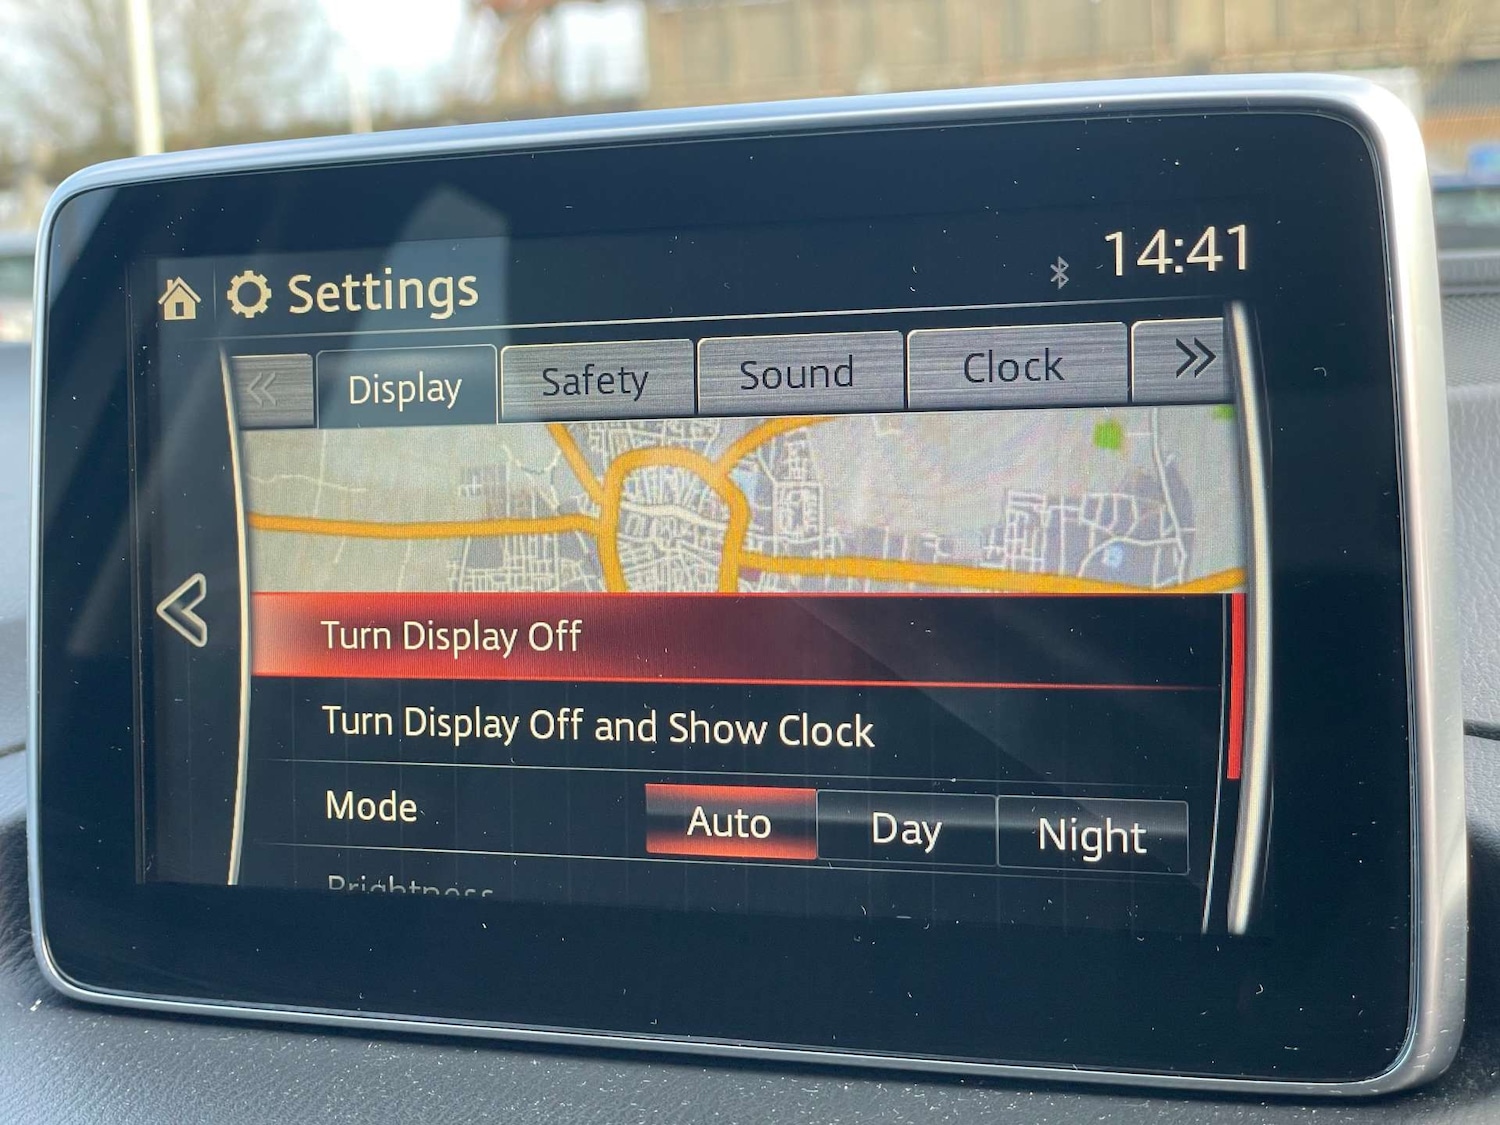 Settings
14:41
Display Safety Sound Clock
Turn Display Off
Turn Display Off and Show Clock
Mode Auto Day Night
Brightness